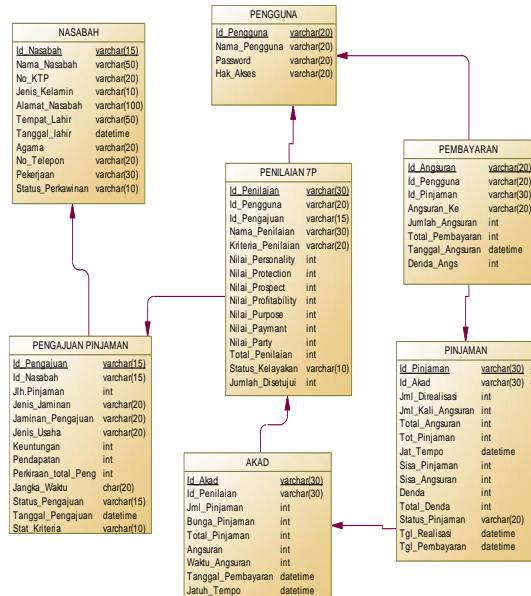 NASABAH
Id_Nasabah varchar(15)
Nama_Nasabah varchar(50)
No_KTP varchar(20)
Jenis_Kelamin varchar(10)
Alamat_Nasabah varchar(100)
Tempat_Lahir varchar(50)
Tanggal_lahir datetime
Agama varchar(20)
No_Telepon varchar(20)
Pekerjaan varchar(30)
Status_Perkawinan varchar(10)
PENGGUNA
Id_Pengguna varchar(20)
Nama_Pengguna varchar(20)
Password varchar(20)
Hak_Akses varchar(20)
PENILAIAN 7P
Id_Penilaian varchar(30)
Id_Pengguna varchar(20)
Id_Pengajuan varchar(15)
Nama_Penilaian varchar(30)
Kriteria_Penilaian varchar(20)
Nilai_Personality int
Nilai_Protection int
Nilai_Prospect int
Nilai_Profitability int
Nilai_Purpose int
Nilai_Paymant int
Nilai_Party int
Total_Penilaian int
Status_Kelayakan varchar(10)
Jumlah_Disetujui int
PEMBAYARAN
Id_Angsuran varchar(20)
Id_Pengguna varchar(20)
Id_Pinjaman varchar(30)
Angsuran_Ke varchar(20)
Jumlah_Angsuran int
Total_Pembayaran int
Tanggal_Angsuran datetime
Denda_Angs int
PENGAJUAN PINJAMAN
Id_Pengajuan varchar(15)
Id_Nasabah varchar(15)
Jlh.Pinjaman int
Jenis_Jaminan varchar(20)
Jaminan_Pengajuan varchar(20)
Jenis_Usaha varchar(20)
Keuntungan int
Pendapatan int
Perkiraan_total_Peng int
Jangka_Waktu char(20)
Status_Pengajuan varchar(15)
Tanggal_Pengajuan datetime
Stat_Kriteria varchar(10)
AKAD
Id_Akad varchar(30)
Id_Penilaian varchar(30)
Jml_Pinjaman int
Bunga_Pinjaman int
Total_Pinjaman int
Angsuran int
Waktu_Angsuran int
Tanggal_Pembayaran datetime
Jatuh_Tempo datetime
PINJAMAN
Id_Pinjaman varchar(30)
Id_Akad varchar(30)
Jml_Direalisasi int
Jml_Kali_Angsuran int
Total_Angsuran int
Tot_Pinjaman int
Jat_Tempo datetime
Sisa_Pinjaman int
Sisa_Angsuran int
Denda int
Total_Denda int
Status_Pinjaman varchar(20)
Tgl_Realisasi datetime
Tgl_Pembayaran datetime